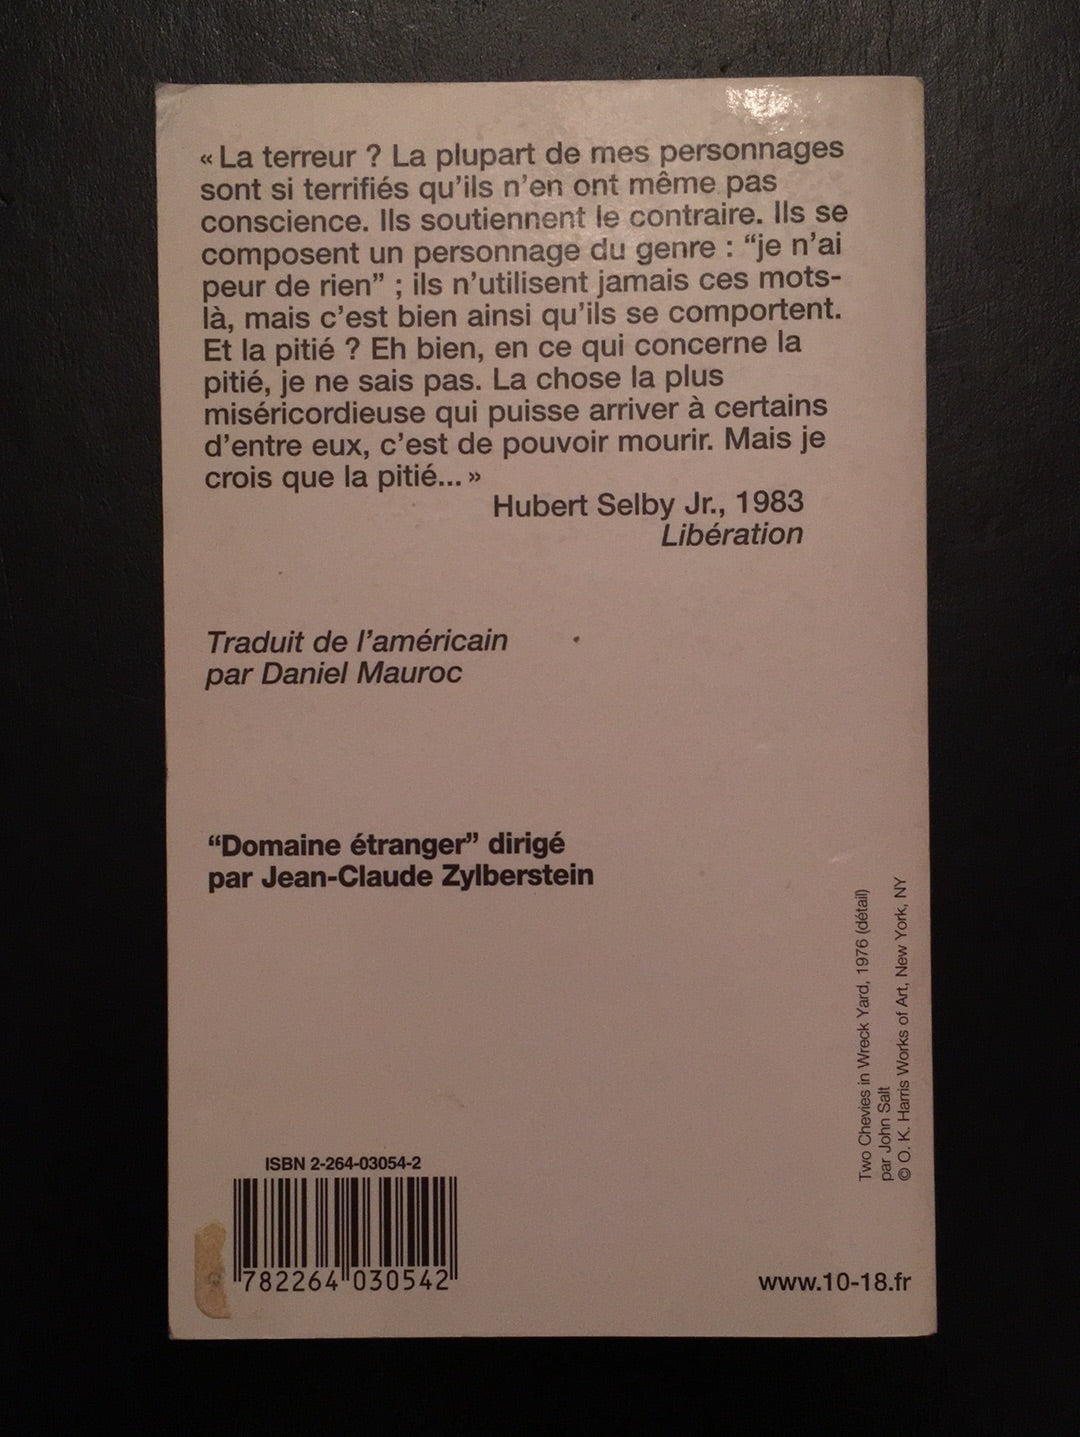 « La terreur ? La plupart de mes personnages
sont si terrifiés qu'ils n'en ont même pas
conscience. Ils soutiennent le contraire. Ils se
composent un personnage du genre : “je n'ai
peur de rien” ; ils n'utilisent jamais ces mots-
là, mais c'est bien ainsi qu'ils se comportent.
Et la pitié ? Eh bien, en ce qui concerne la
pitié, je ne sais pas. La chose la plus
miséricordieuse qui puisse arriver à certains
d'entre eux, c'est de pouvoir mourir. Mais je
crois que la pitié... »
Hubert Selby Jr., 1983
Libération
Traduit de l'américain
par Daniel Mauroc
“Domaine étranger” dirigé
par Jean-Claude Zylberstein
Two Chevies in Wreck Yard, 1976 (détail)
par John Salt
© O. K. Harris Works of Art, New York, NY
ISBN 2-264-03054-2
782264 030542
www.10-18.fr